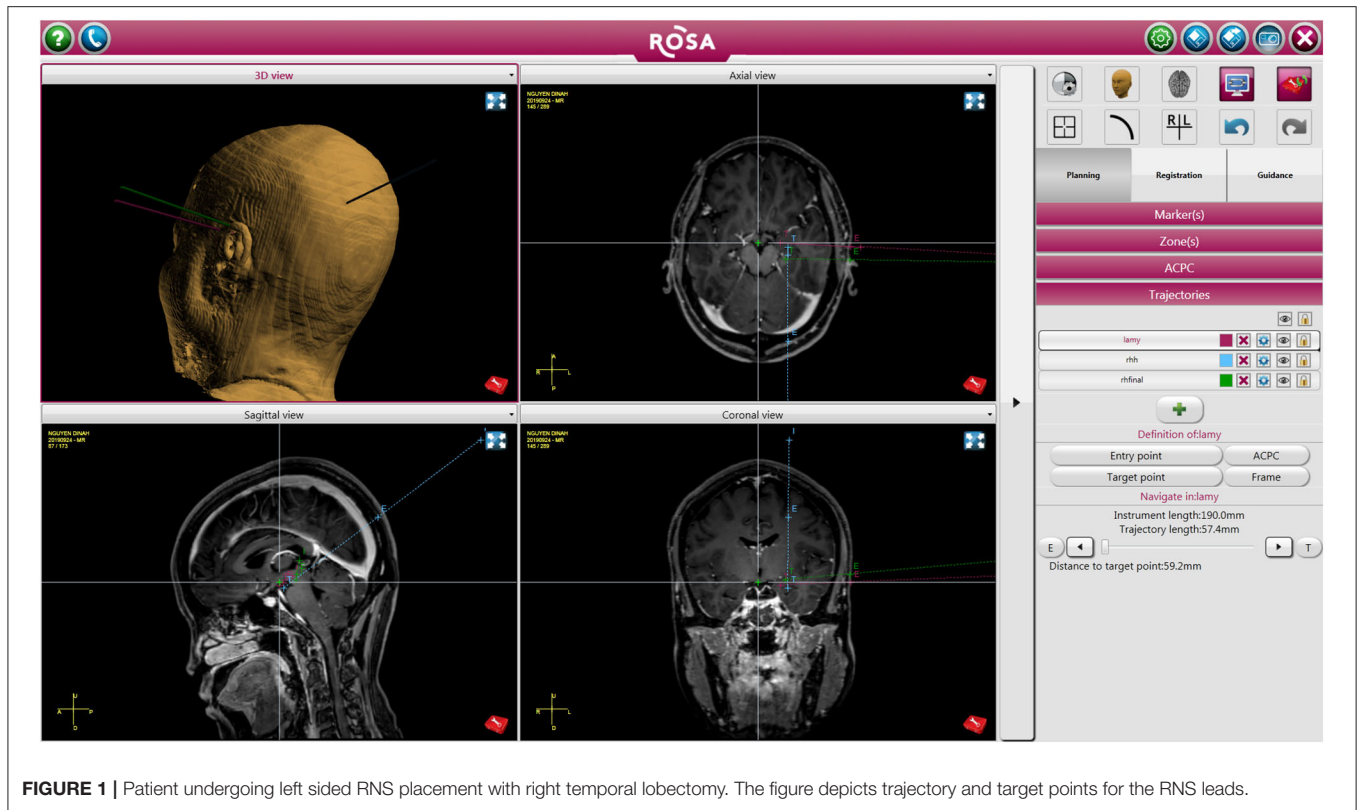 ROSA
3D view
Axial view
NGUYEN DINAH
20190924 - MR
145 / 289
T
E
E
E
A
R L
P
R L
Planning Registration Guidance
Marker(s)
Zone(s)
ACPC
Trajectories
lamy
rhh
rhfinal
Definition of:lamy
Entry point ACPC
Target point Frame
Navigate in:lamy
Instrument length:190.0mm
Trajectory length:57.4mm
E T
Distance to target point:59.2mm
Sagittal view
Coronal view
NGUYEN DINAH
20190924 - MR
67 / 173
E
T
U
A P
D
NGUYEN DINAH
20190924 - MR
145 / 289
I
E
E
E
T
U
R L
D
FIGURE 1 | Patient undergoing left sided RNS placement with right temporal lobectomy. The figure depicts trajectory and target points for the RNS leads.